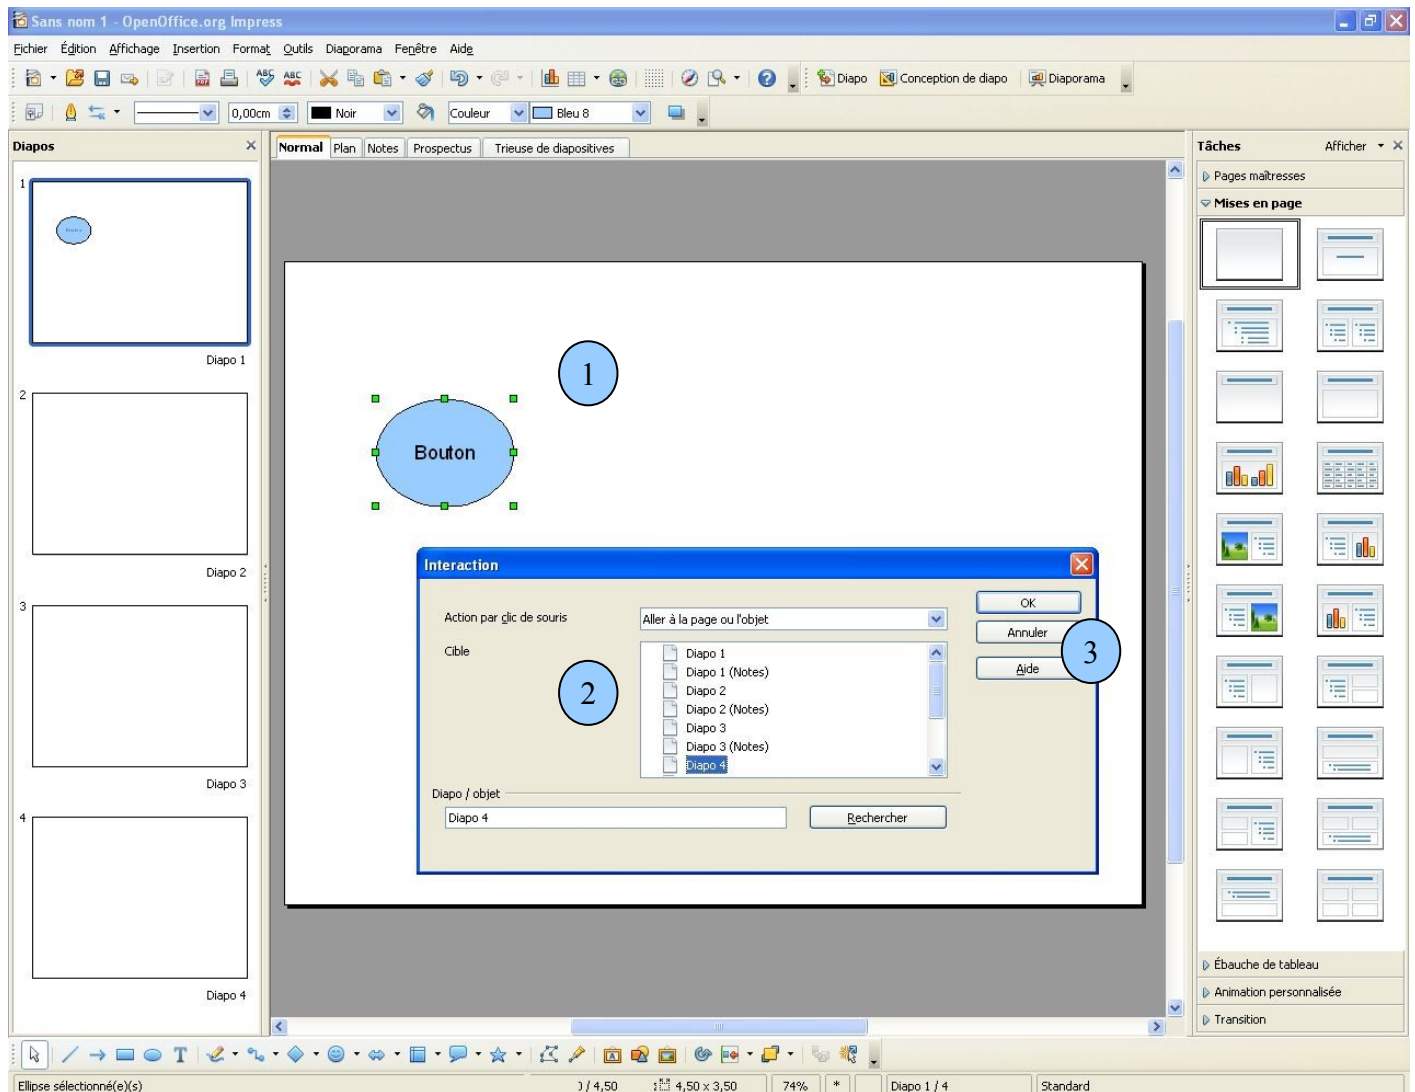 Sans nom 1 - OpenOffice.org Impress
Fichier Édition Affichage Insertion Format Outils Diaporama Fenêtre Aide
Diapo Conception de diapo Diaporama
0,00cm Noir Couleur Bleu 8
Diapos
Normal Plan Notes Prospectus Trieuse de diapositives
Tâches Afficher
Pages maîtresses
Mises en page
1
Diapo 1
2
Diapo 2
3
Diapo 3
4
Diapo 4
1
Bouton
Interaction
Action par clic de souris
Aller à la page ou l'objet
Cible
2
Diapo 1
Diapo 1 (Notes)
Diapo 2
Diapo 2 (Notes)
Diapo 3
Diapo 3 (Notes)
Diapo 4
OK
Annuler
Aide
3
Diapo / objet
Diapo 4
Rechercher
Ébauche de tableau
Animation personnalisée
Transition
Ellipse sélectionné(e)(s)
/ 4,50
4,50 x 3,50
74%
*
Diapo 1 / 4
Standard